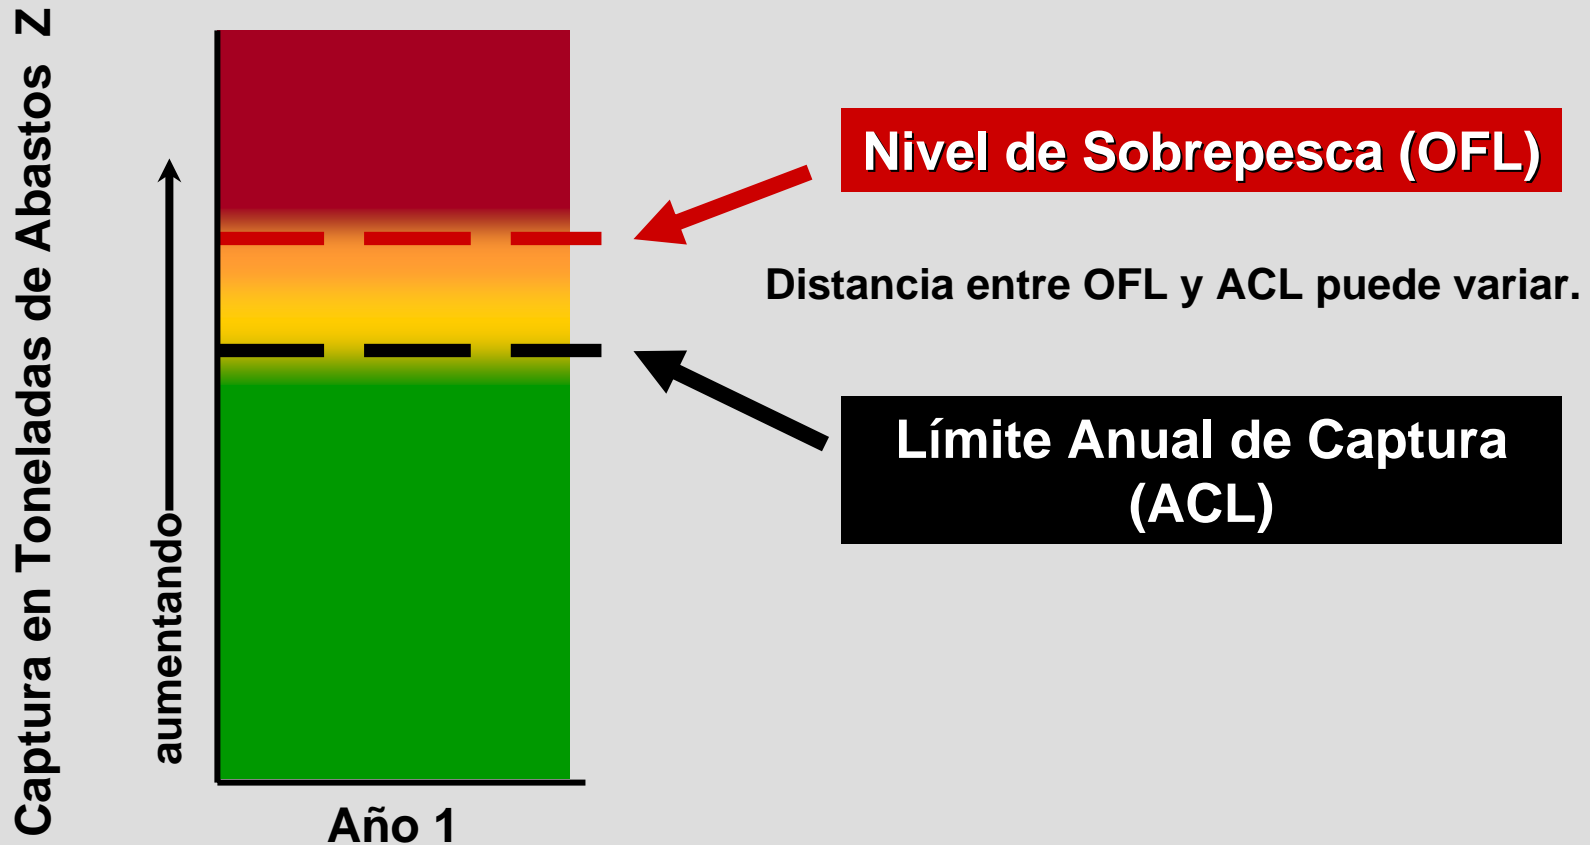 Captura en Toneladas de Abastos Z
aumentando
Nivel de Sobrepesca (OFL)
Distancia entre OFL y ACL puede variar.
Límite Anual de Captura
(ACL)
Año 1